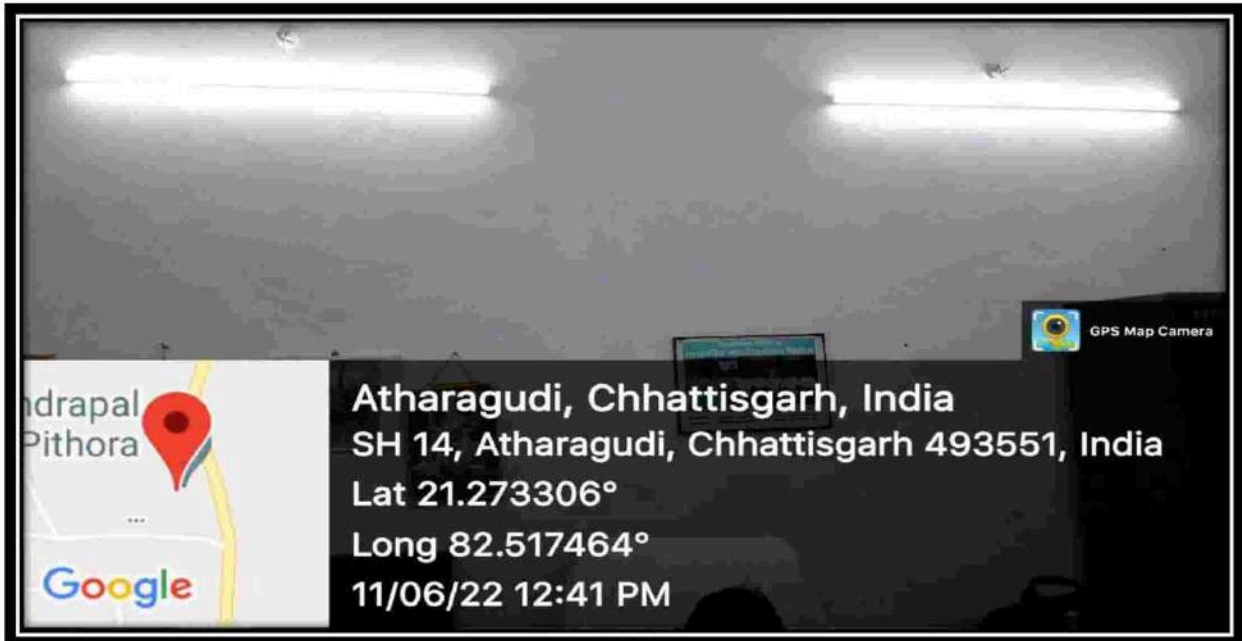 GPS Map Camera
ndrapal
Pithora
Google
Atharagudi, Chhattisgarh, India
SH 14, Atharagudi, Chhattisgarh 493551, India
Lat 21.273306°
Long 82.517464°
11/06/22 12:41 PM